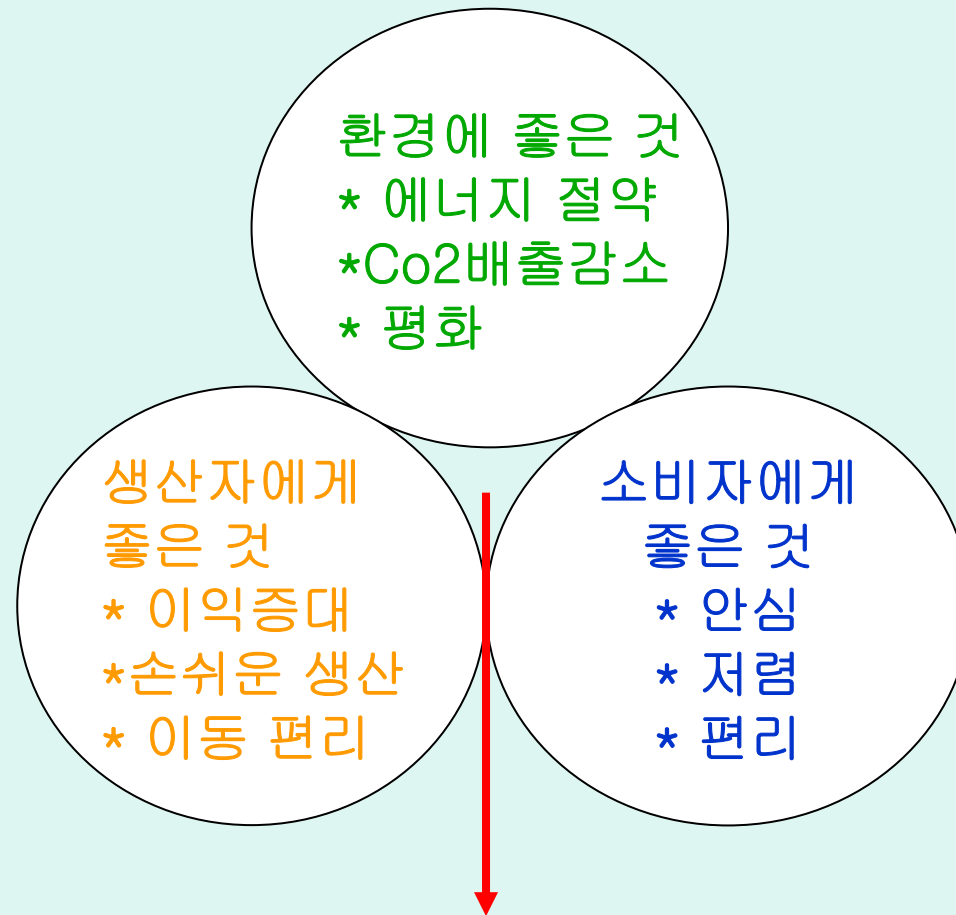 환경에 좋은 것
* 에너지 절약
*Co2배출감소
* 평화
생산자에게
좋은 것
* 이익증대
*손쉬운 생산
* 이동 편리
소비자에게
좋은 것
* 안심
* 저렴
* 편리